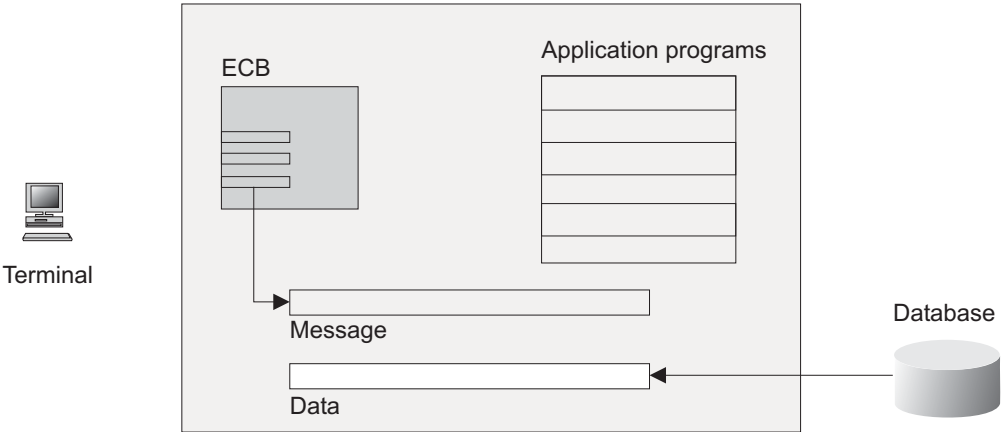 ECB
Application programs
Terminal
Message
Database
Data